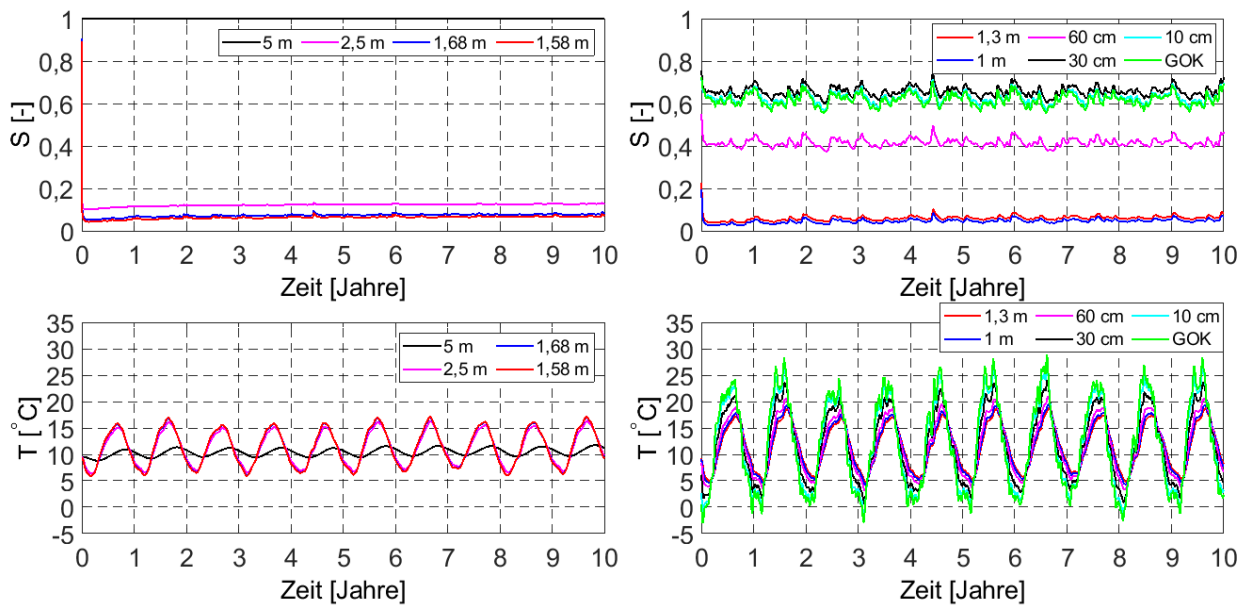 1
0,8
0,6
0,4
0,2
0
S [-]
5 m 2,5 m 1,68 m 1,58 m
0 1 2 3 4 5 6 7 8 9 10
Zeit [Jahre]
1
0,8
0,6
0,4
0,2
0
S [-]
1,3 m 60 cm 10 cm
1 m 30 cm GOK
0 1 2 3 4 5 6 7 8 9 10
Zeit [Jahre]
35
30
25
20
15
10
5
0
-5
T [°C]
5 m 1,68 m
2,5 m 1,58 m
0 1 2 3 4 5 6 7 8 9 10
Zeit [Jahre]
35
30
25
20
15
10
5
0
-5
T [°C]
1,3 m 60 cm 10 cm
1 m 30 cm GOK
0 1 2 3 4 5 6 7 8 9 10
Zeit [Jahre]